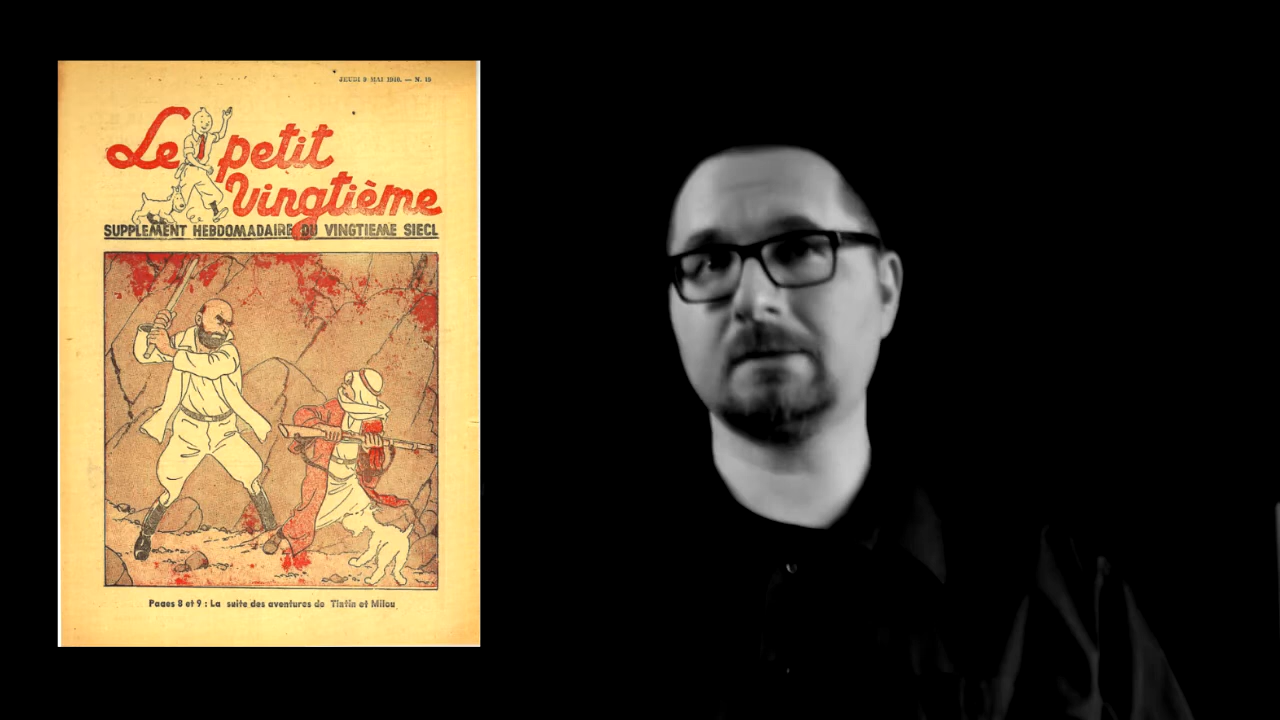 JEUDI 9 MAI 1940. — N. 19
Le petit
Vingtième
SUPPLEMENT HEBDOMADAIRE DU VINGTIEME SIECL
Pages 8 et 9 : La suite des aventures de Tintin et Milou